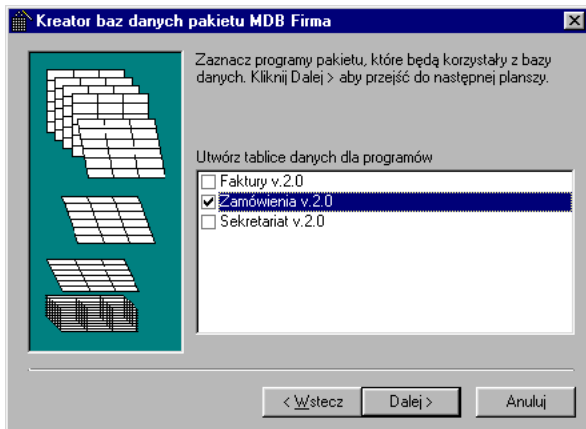 Kreator baz danych pakietu MDB Firma
Zaznacz programy pakietu, które będą korzystały z bazy
danych. Kliknij Dalej > aby przejść do następnej planszy.
Utwórz tablice danych dla programów
Faktury v.2.0
Zamówienia v.2.0
Sekretariat v.2.0
< Wstecz
Dalej >
Anuluj